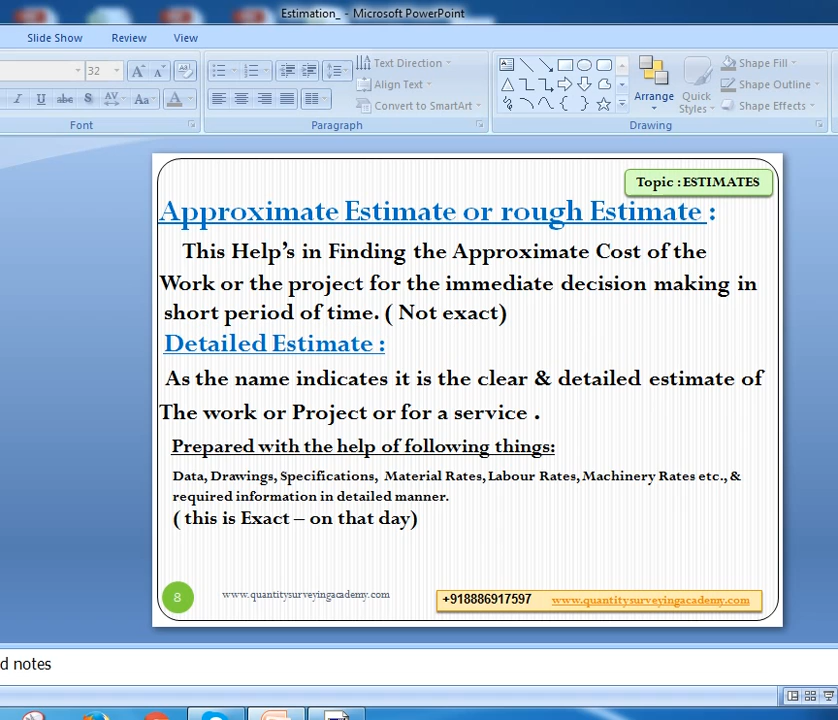 Estimation_ - Microsoft PowerPoint
Slide Show Review View
32 A A Aa
I U abc S AV Aa A
Text Direction
Align Text
Convert to SmartArt
Arrange
Quick
Styles
Shape Fill
Shape Outline
Shape Effects
Font Paragraph Drawing
Topic : ESTIMATES
Approximate Estimate or rough Estimate :
This Help's in Finding the Approximate Cost of the
Work or the project for the immediate decision making in
short period of time. ( Not exact)
Detailed Estimate :
As the name indicates it is the clear & detailed estimate of
The work or Project or for a service .
Prepared with the help of following things:
Data, Drawings, Specifications, Material Rates, Labour Rates, Machinery Rates etc., &
required information in detailed manner.
( this is Exact – on that day)
8 www.quantitysurveyingacademy.com
+918886917597 www.quantitysurveyingacademy.com
d notes